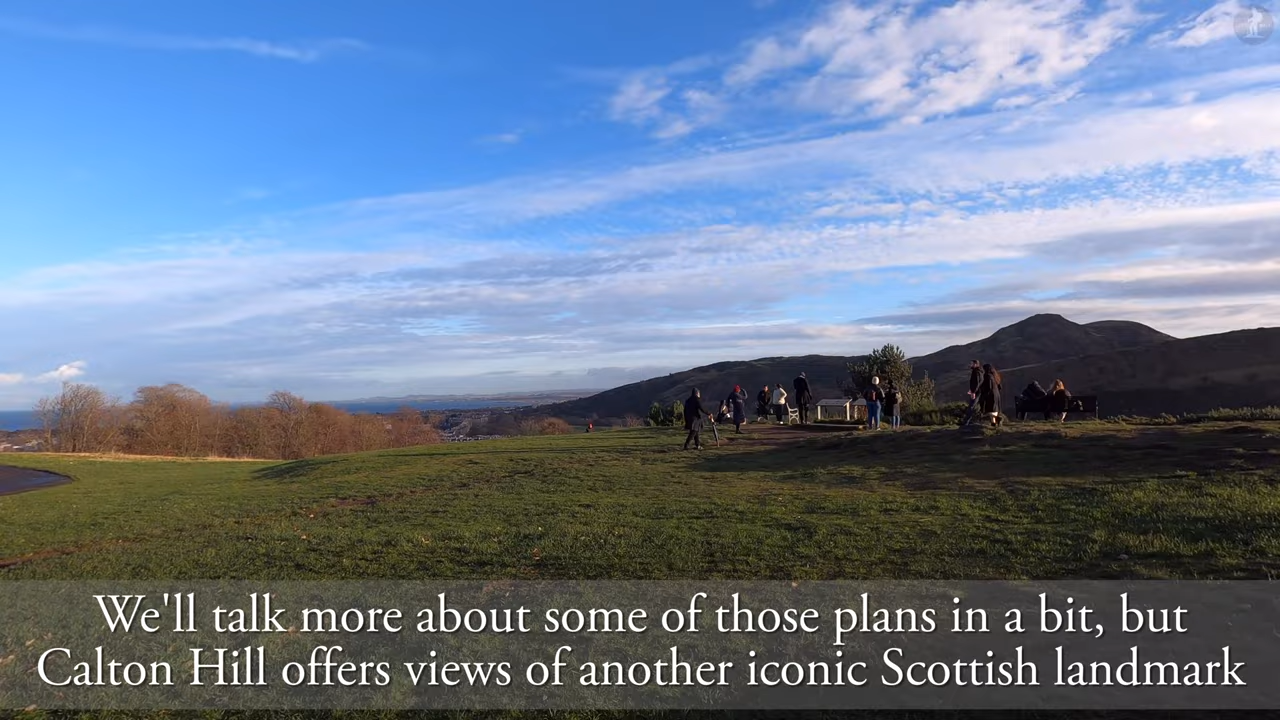 We'll talk more about some of those plans in a bit, but
Calton Hill offers views of another iconic Scottish landmark